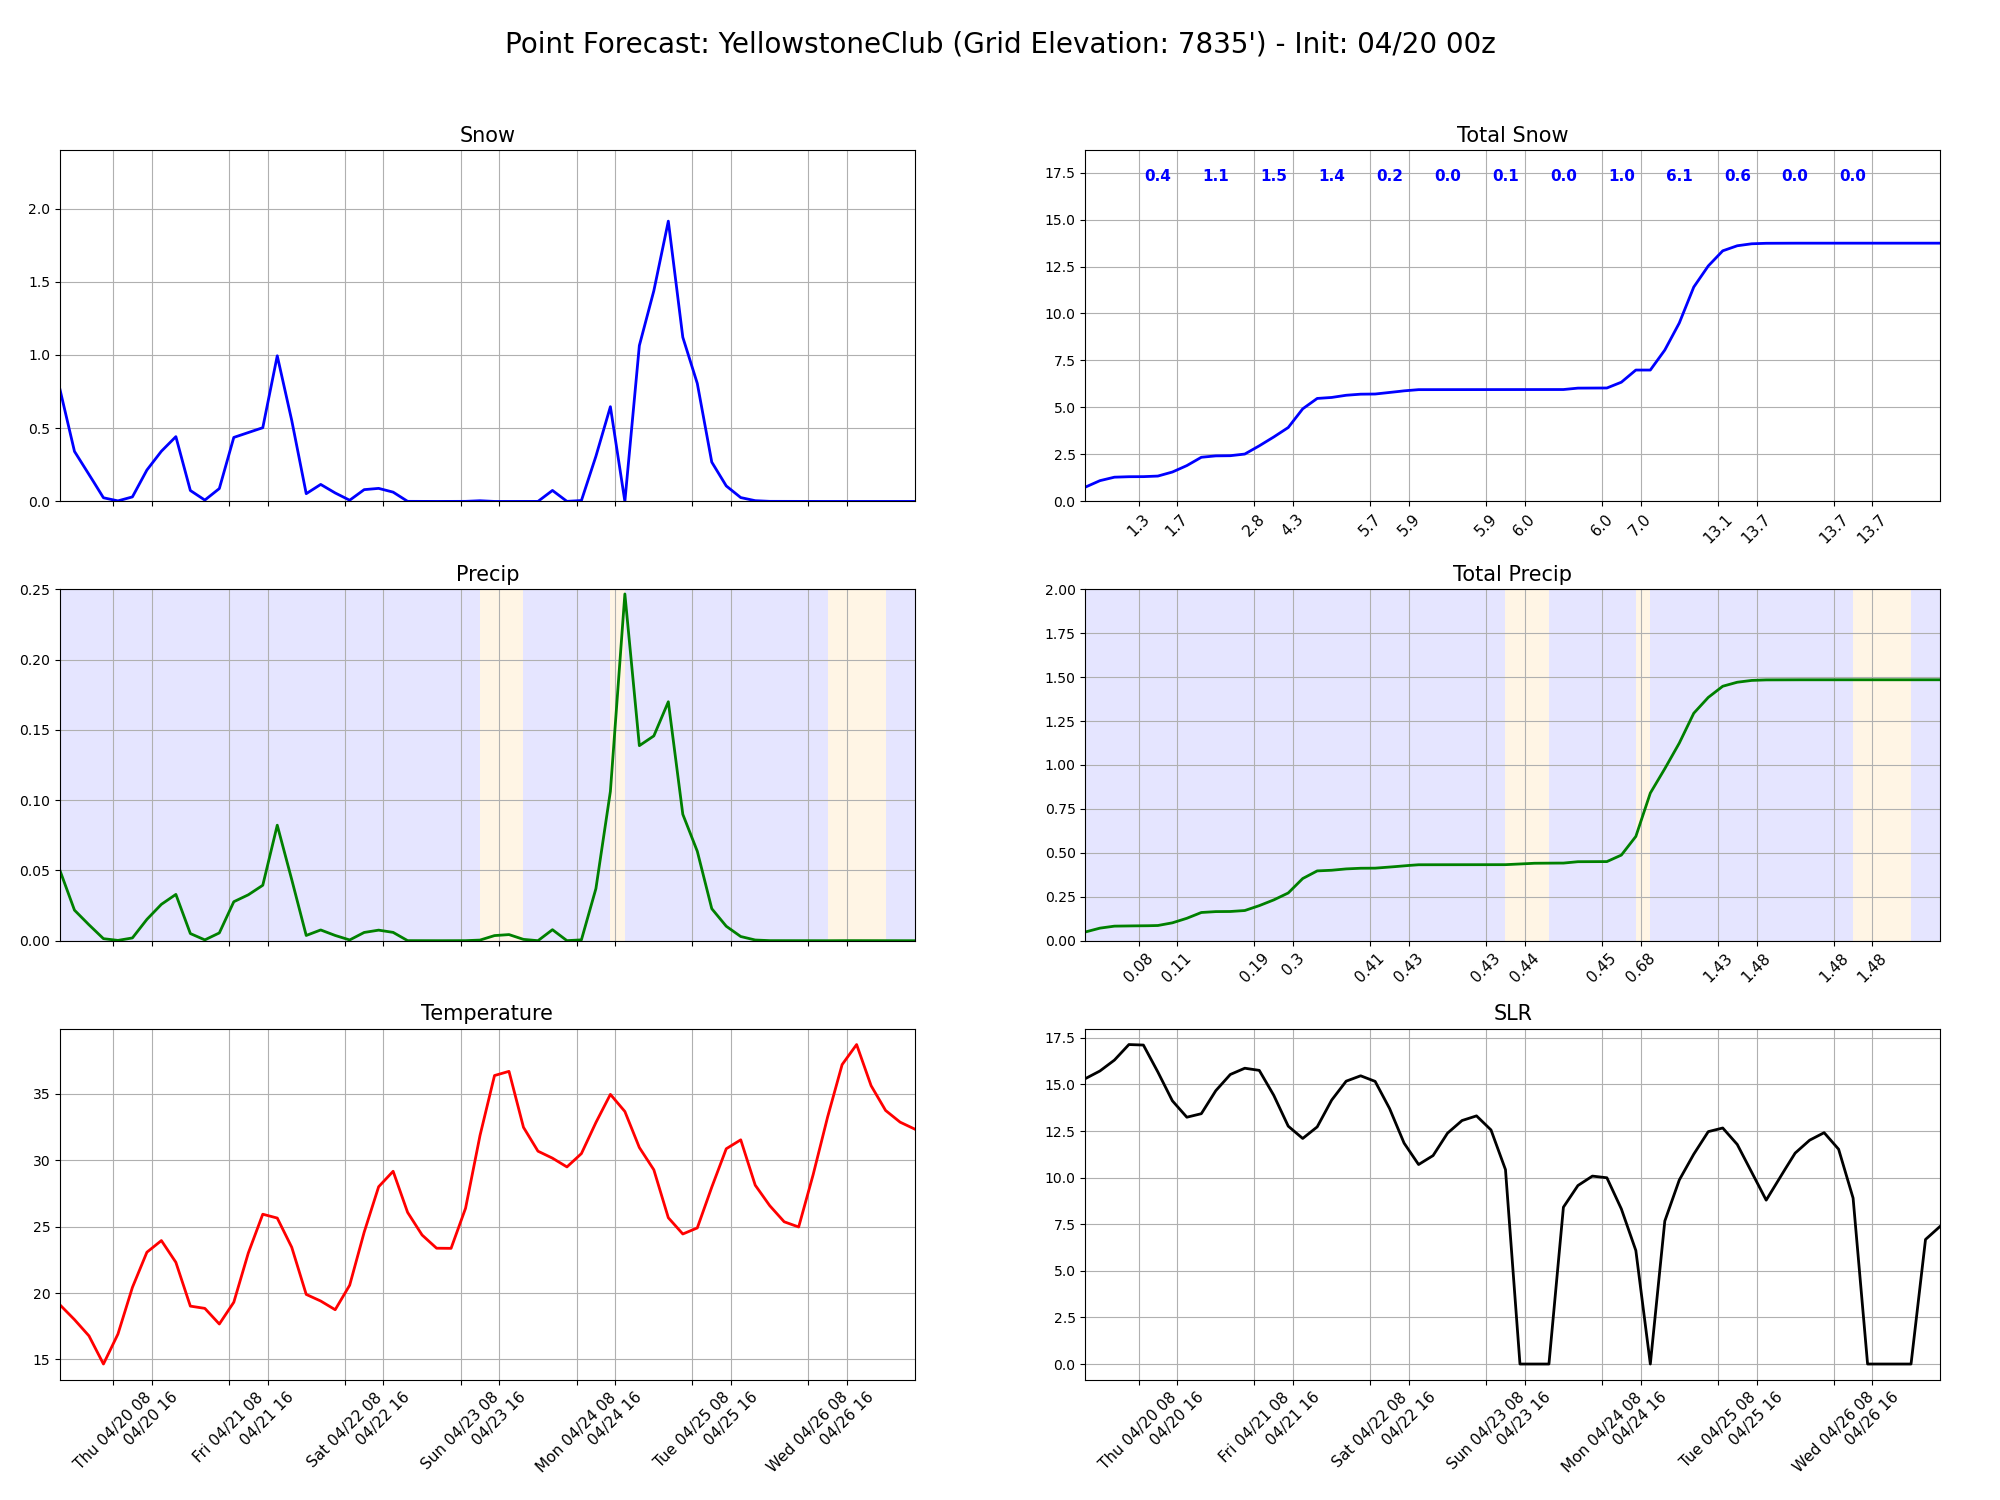 Point Forecast: YellowstoneClub (Grid Elevation: 7835') - Init: 04/20 00z
Snow
2.0
1.5
1.0
0.5
0.0
Total Snow
0.4 1.1 1.5 1.4 0.2 0.0 0.1 0.0 1.0 6.1 0.6 0.0 0.0
17.5
15.0
12.5
10.0
7.5
5.0
2.5
0.0
1.3 1.7 2.8 4.3 5.7 5.9 5.9 6.0 6.0 7.0 13.1 13.7 13.7 13.7
Precip
0.25
0.20
0.15
0.10
0.05
0.00
Total Precip
2.00
1.75
1.50
1.25
1.00
0.75
0.50
0.25
0.00
0.08 0.11 0.19 0.3 0.41 0.43 0.43 0.44 0.45 0.68 1.43 1.48 1.48 1.48
Temperature
35
30
25
20
15
Thu 04/20 08
04/20 16
Fri 04/21 08
04/21 16
Sat 04/22 08
04/22 16
Sun 04/23 08
04/23 16
Mon 04/24 08
04/24 16
Tue 04/25 08
04/25 16
Wed 04/26 08
04/26 16
SLR
17.5
15.0
12.5
10.0
7.5
5.0
2.5
0.0
Thu 04/20 08
04/20 16
Fri 04/21 08
04/21 16
Sat 04/22 08
04/22 16
Sun 04/23 08
04/23 16
Mon 04/24 08
04/24 16
Tue 04/25 08
04/25 16
Wed 04/26 08
04/26 16